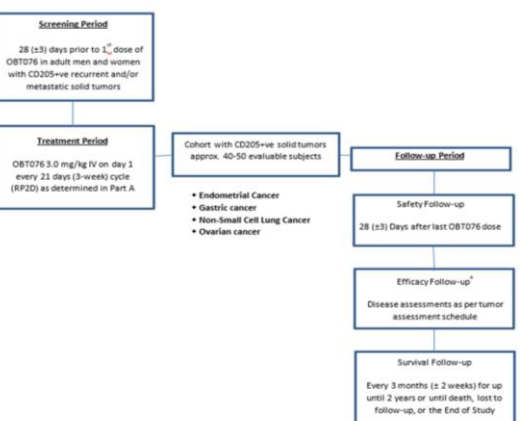 Screening Period
28 (±3) days prior to 1st dose of
OBT076 in adult men and women
with CD205+ve recurrent and/or
metastatic solid tumors
Treatment Period
OBT076 3.0 mg/kg IV on day 1
every 21 days (3-week) cycle
(RP2D) as determined in Part A
Cohort with CD205+ve solid tumors
approx. 40-50 evaluable subjects
• Endometrial Cancer
• Gastric cancer
• Non-Small Cell Lung Cancer
• Ovarian cancer
Follow-up Period
Safety Follow-up
28 (±3) Days after last OBT076 dose
Efficacy Follow-up
Disease assessments as per tumor
assessment schedule
Survival Follow-up
Every 3 months (± 2 weeks) for up
until 2 years or until death, lost to
follow-up, or the End of Study